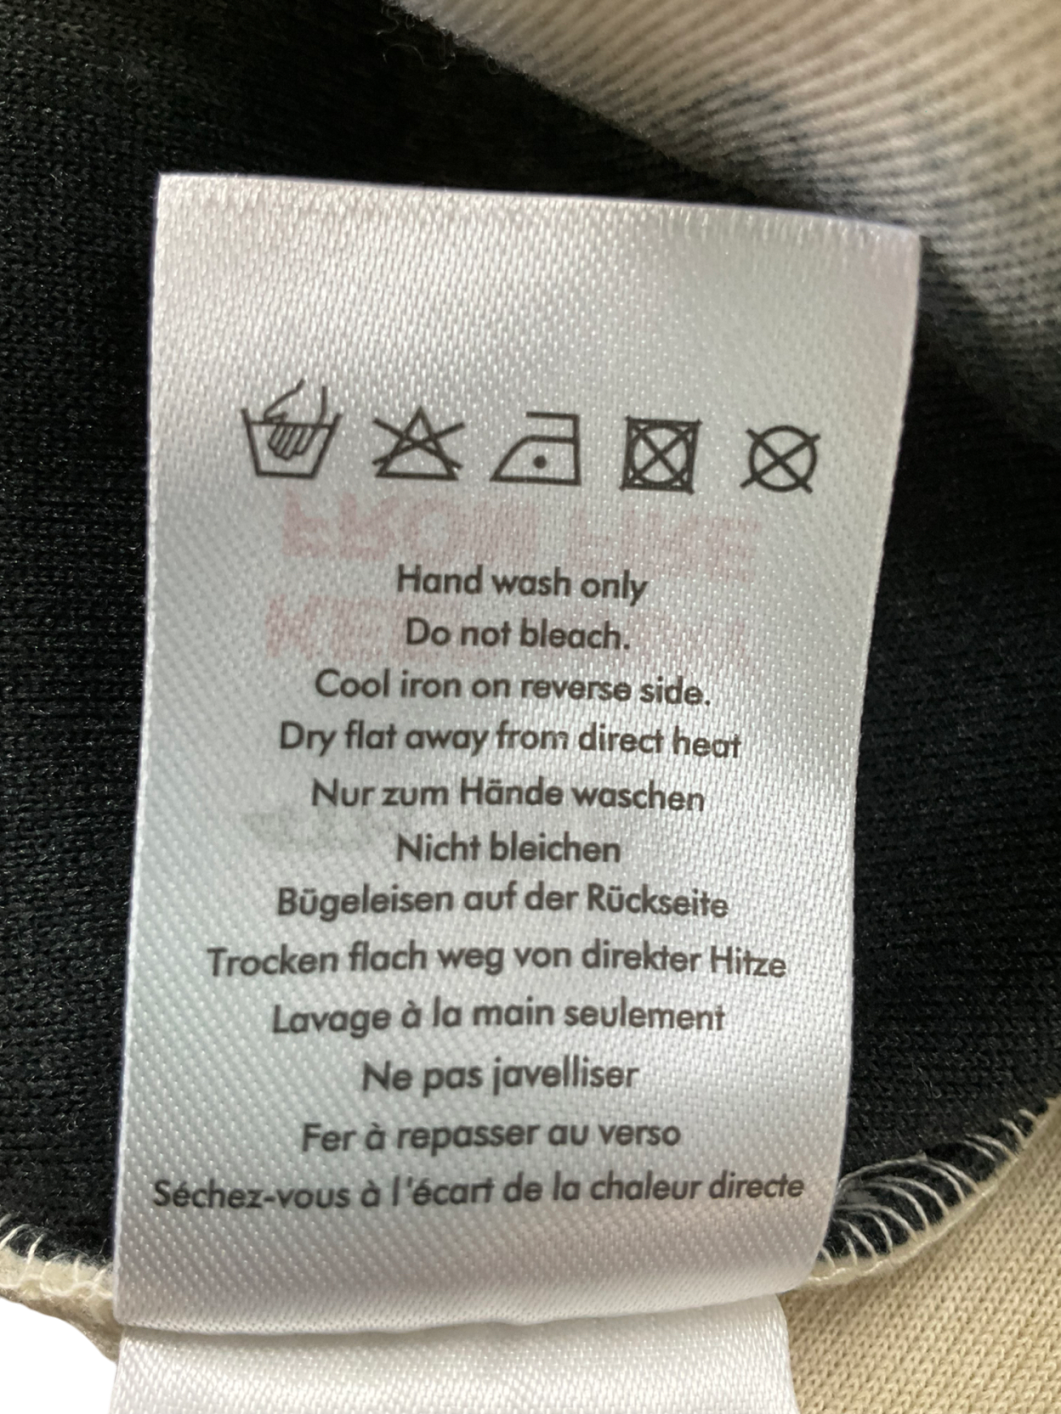 Hand wash only
Do not bleach.
Cool iron on reverse side.
Dry flat away from direct heat
Nur zum Hände waschen
Nicht bleichen
Bügeleisen auf der Rückseite
Trocken flach weg von direkter Hitze
Lavage à la main seulement
Ne pas javelliser
Fer à repasser au verso
Séchez-vous à l'écart de la chaleur directe